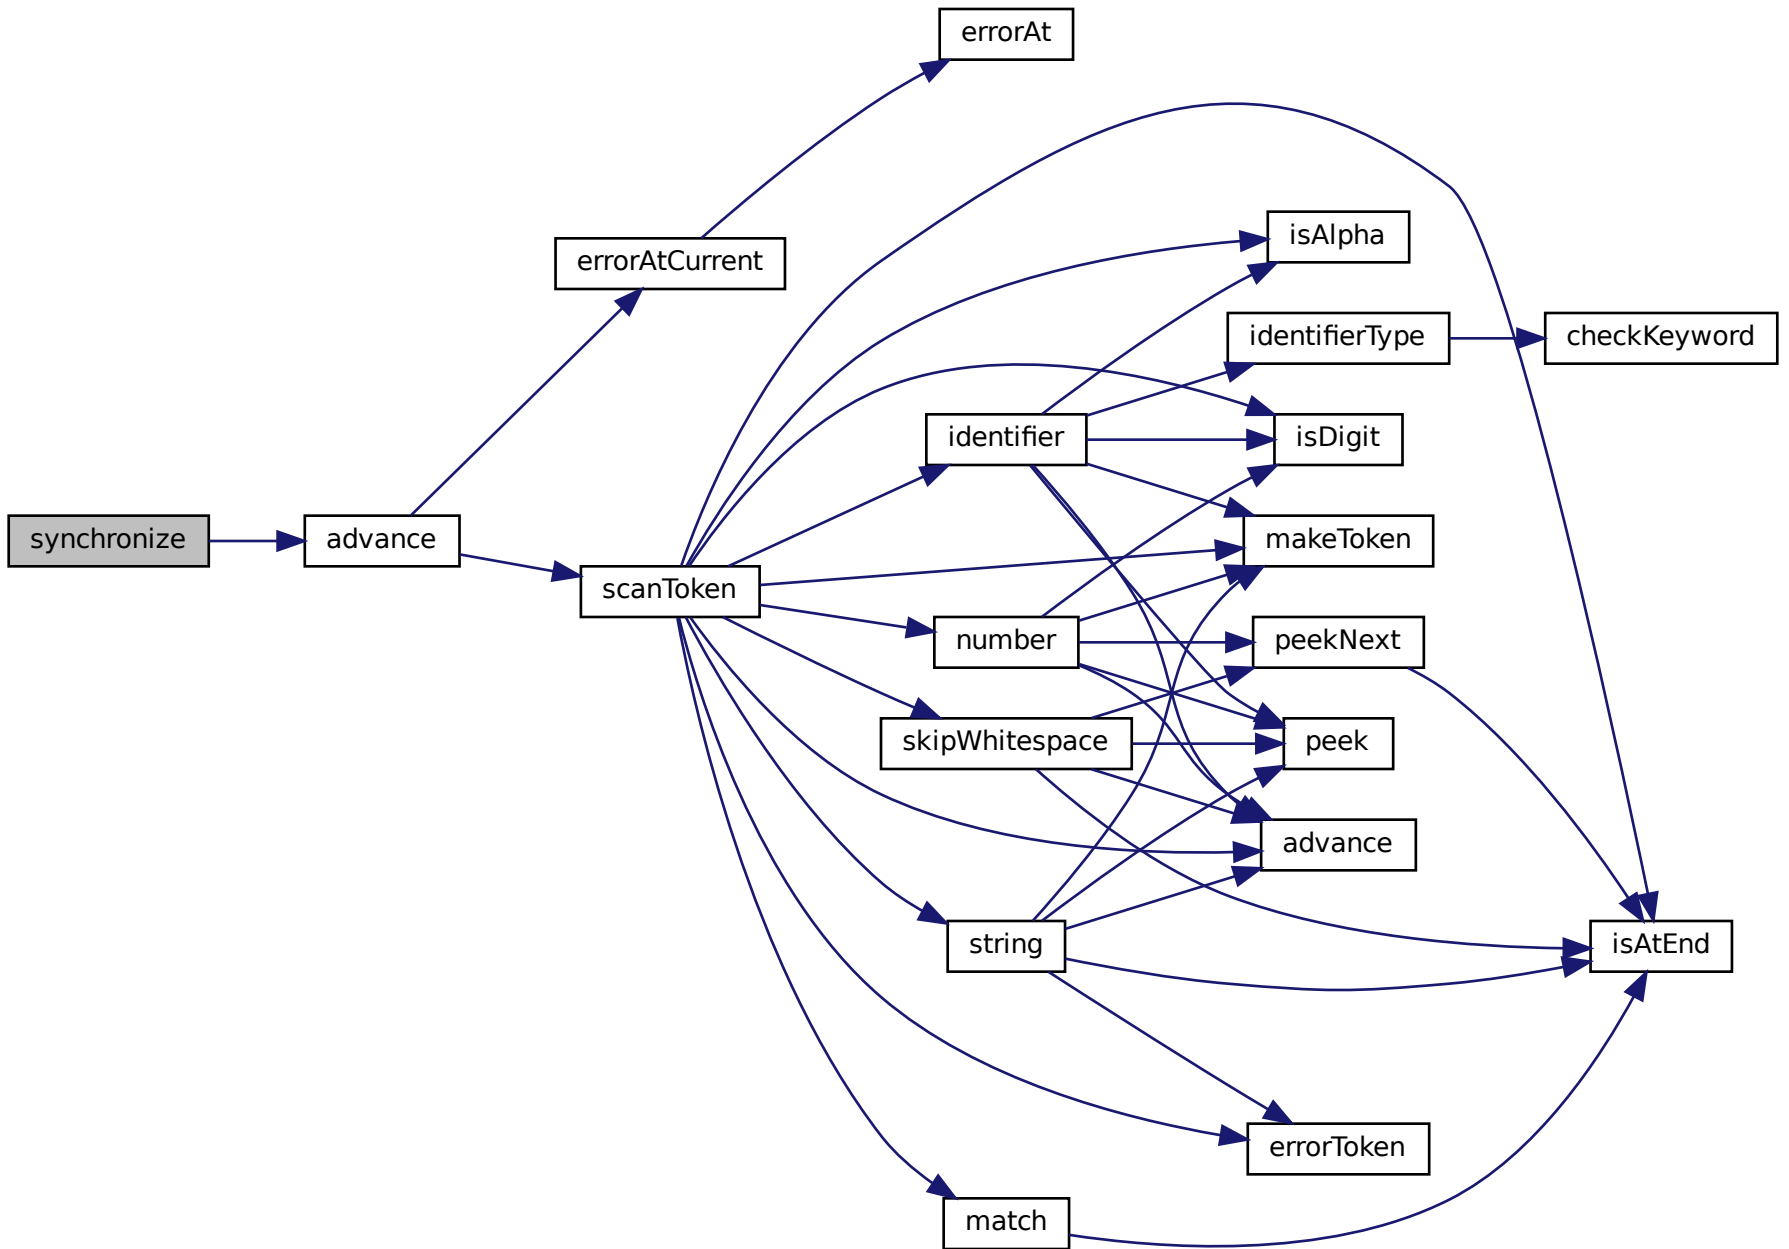 errorAt
isAlpha
errorAtCurrent
identifierType
checkKeyword
identifier
isDigit
synchronize
advance
makeToken
scanToken
number
peekNext
skipWhitespace
peek
advance
string
isAtEnd
errorToken
match